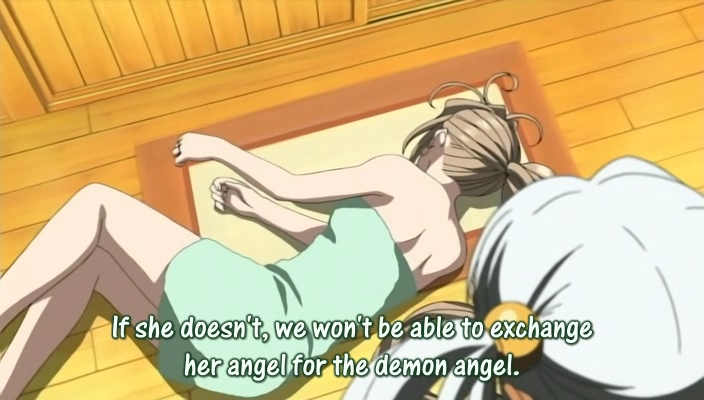 If she doesn't, we won't be able to exchange
her angel for the demon angel.